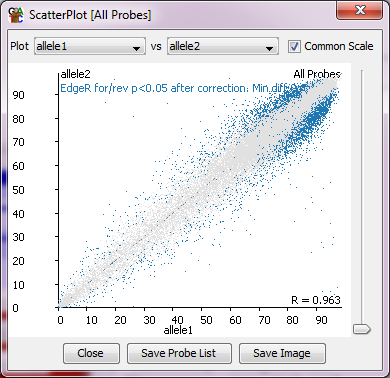 ScatterPlot [All Probes]
Plot allele1 vs allele2 Common Scale
allele2 All Probes
EdgeR for/rev p<0.05 after correction: Min diff
90
80
70
60
50
40
30
20
10
0
R = 0.963
0 10 20 30 40 50 60 70 80 90
allele1
Close Save Probe List Save Image